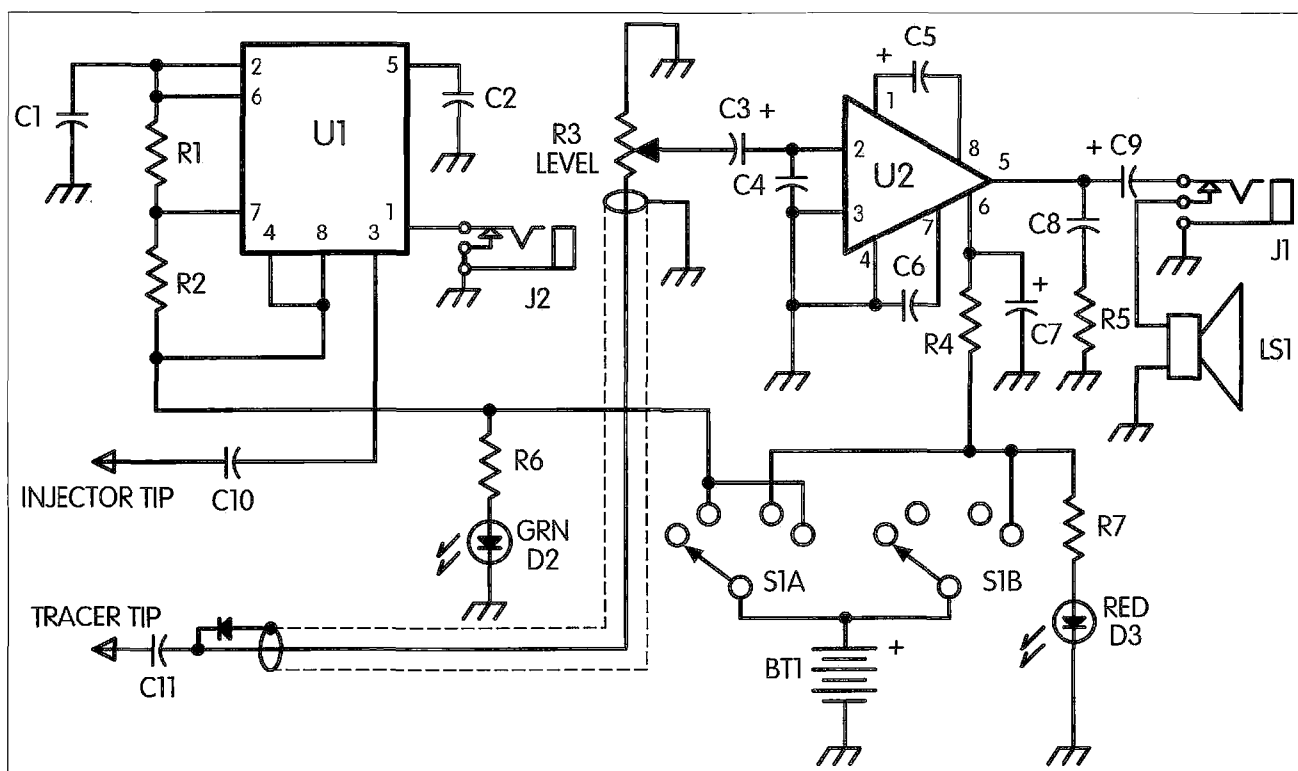 C1
R1
R2
2
6
7
U1
5
1
4
8
3
C2
J2
R3
LEVEL
C3 +
C4
+ C5
1
2
3
U2
8
5
6
7
4
C6
R4
+
C7
+ C9
C8
R5
J1
LS1
INJECTOR TIP
C10
R6
GRN
D2
S1A
S1B
R7
RED
D3
TRACER TIP
C11
BT1
+